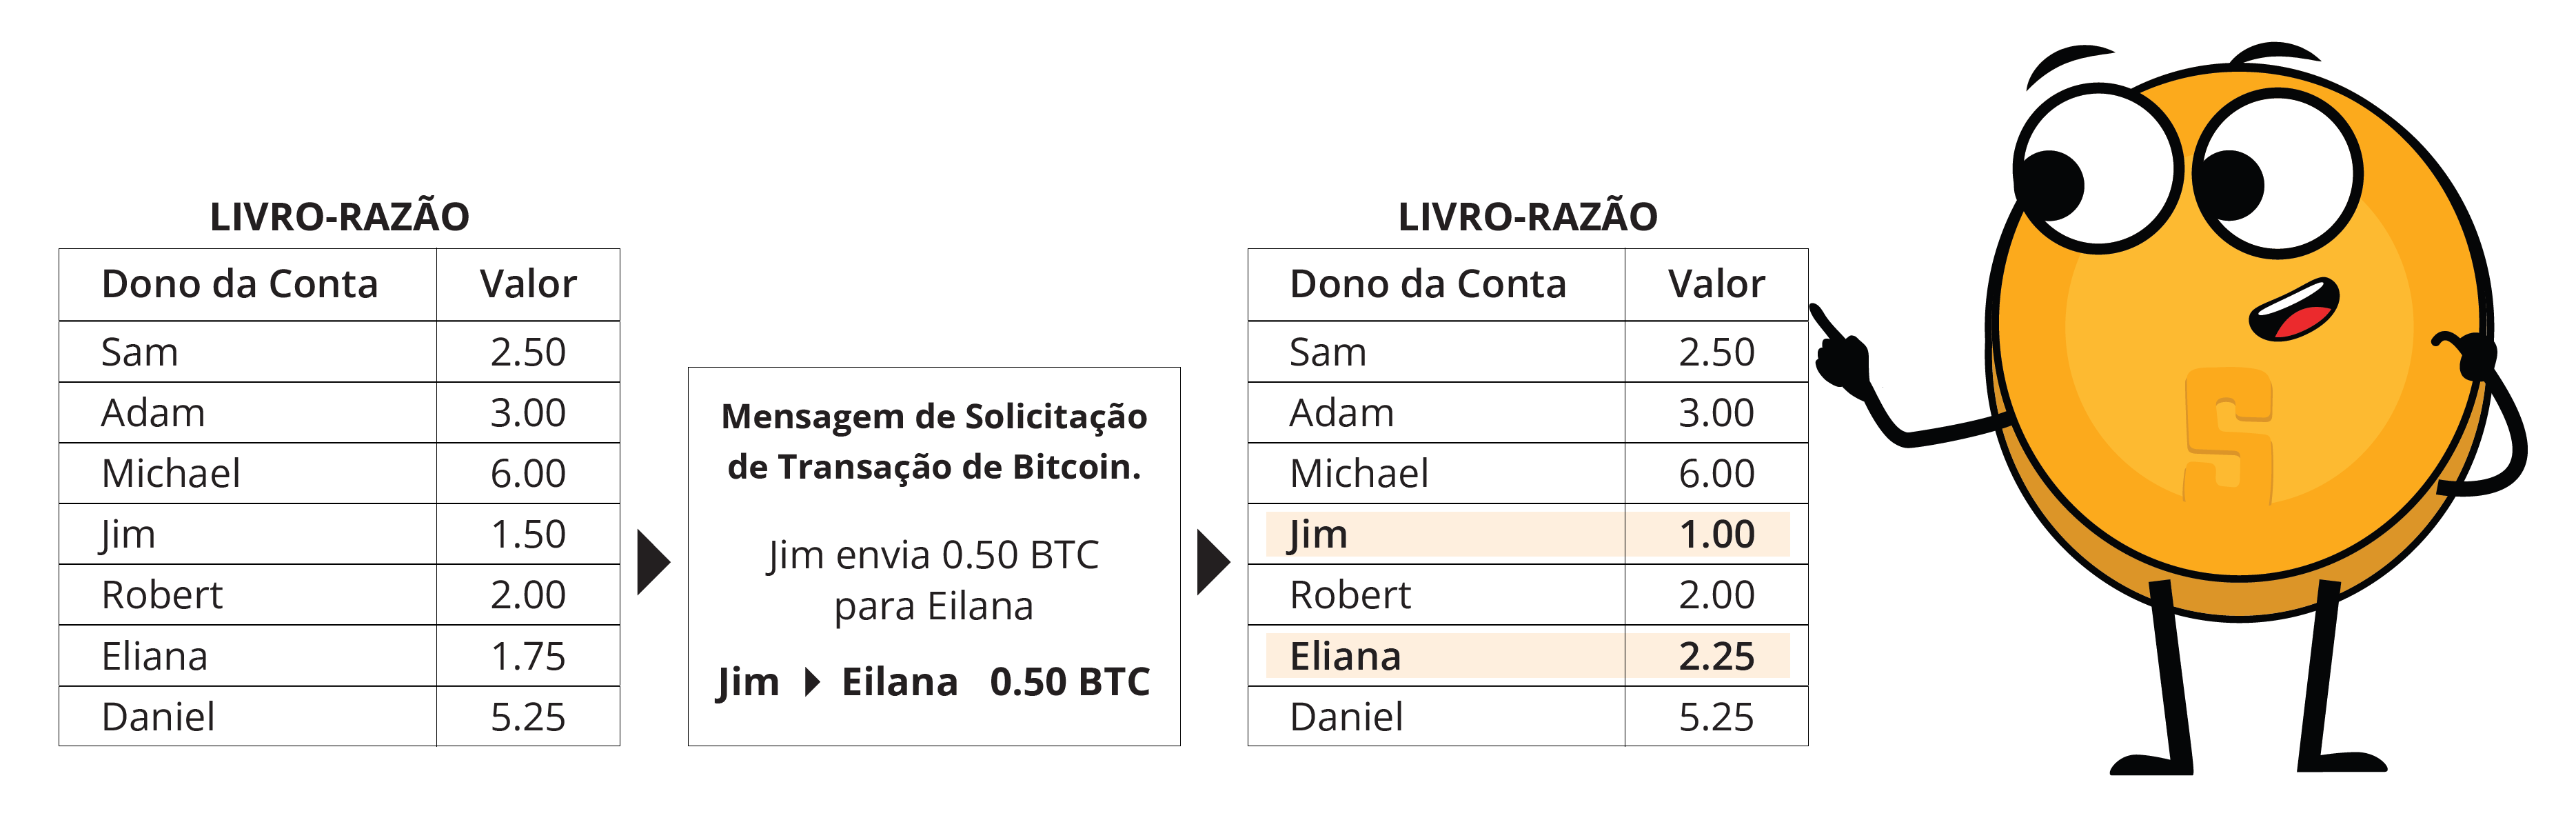 LIVRO-RAZÃO
Dono da Conta Valor
Sam 2.50
Adam 3.00
Michael 6.00
Jim 1.50
Robert 2.00
Eliana 1.75
Daniel 5.25
Mensagem de Solicitação
de Transação de Bitcoin.
Jim envia 0.50 BTC
para Eilana
Jim Eilana 0.50 BTC
LIVRO-RAZÃO
Dono da Conta Valor
Sam 2.50
Adam 3.00
Michael 6.00
Jim 1.00
Robert 2.00
Eliana 2.25
Daniel 5.25
S